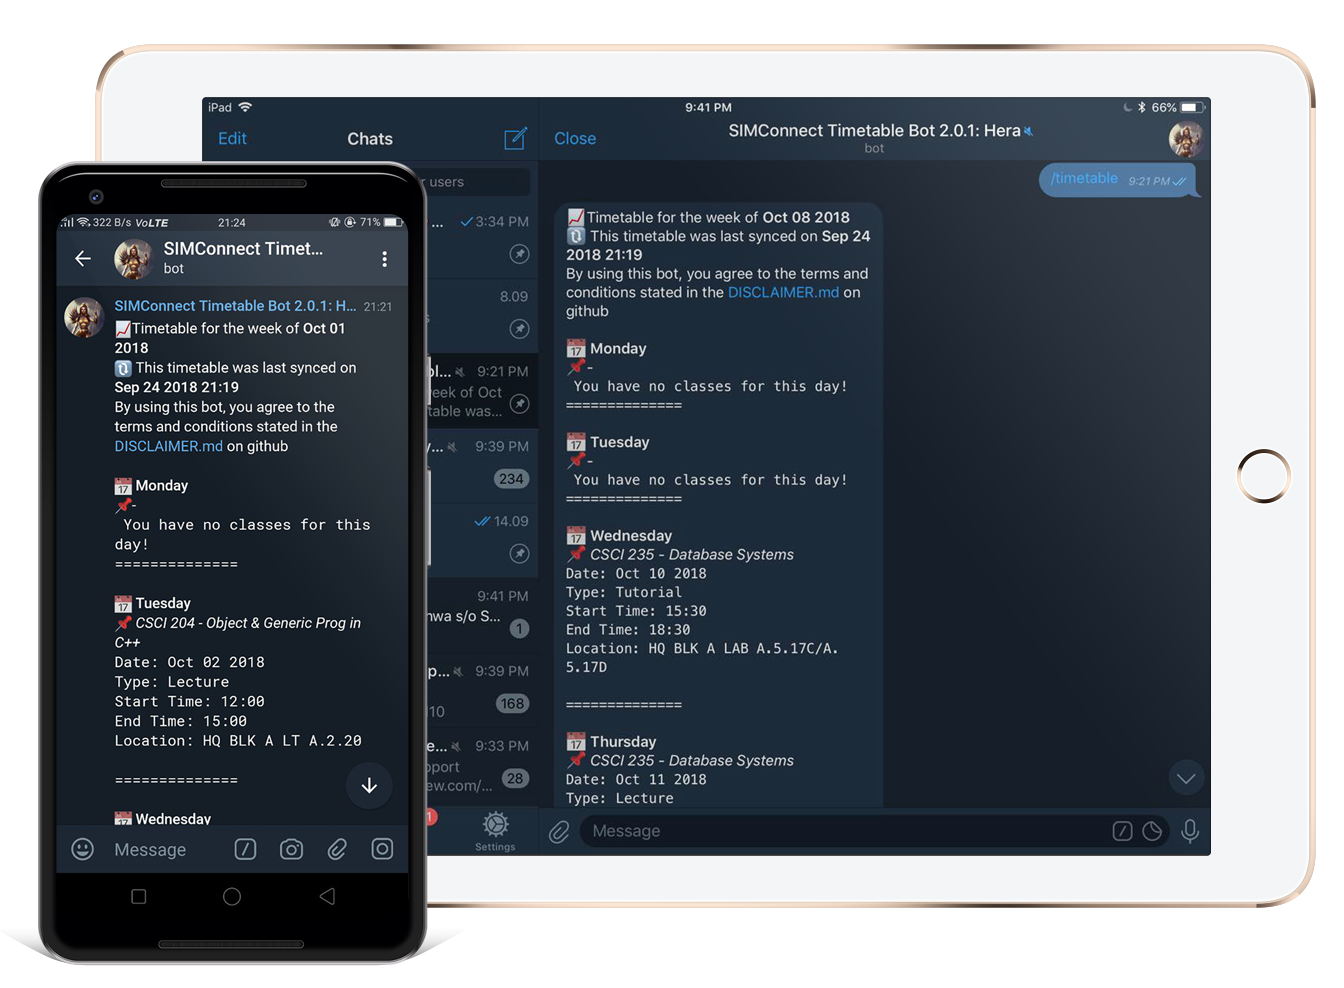 iPad
9:41 PM
66%
Edit
Chats
Close
SIMConnect Timetable Bot 2.0.1: Hera
bot
r users
... 3:34 PM
8.09
s
ol... 9:21 PM
eek of Oct
table was...
... 9:39 PM
234
14.09
9:41 PM
nwa s/o S...
1
p... 9:39 PM
168
10
e... 9:33 PM
pport
ew.com/...
28
1
Settings
/timetable 9:21 PM
Timetable for the week of Oct 08 2018
This timetable was last synced on Sep 24
2018 21:19
By using this bot, you agree to the terms and
conditions stated in the DISCLAIMER.md on
github
17 Monday
-
You have no classes for this day!
==============
17 Tuesday
-
You have no classes for this day!
==============
17 Wednesday
CSCI 235 - Database Systems
Date: Oct 10 2018
Type: Tutorial
Start Time: 15:30
End Time: 18:30
Location: HQ BLK A LAB A.5.17C/A.
5.17D
==============
17 Thursday
CSCI 235 - Database Systems
Date: Oct 11 2018
Type: Lecture
Message
322 B/s VoLTE
21:24
71%
SIMConnect Timet...
bot
SIMConnect Timetable Bot 2.0.1: H... 21:21
Timetable for the week of Oct 01
2018
This timetable was last synced on
Sep 24 2018 21:19
By using this bot, you agree to the
terms and conditions stated in the
DISCLAIMER.md on github
17 Monday
-
You have no classes for this
day!
==============
17 Tuesday
CSCI 204 - Object & Generic Prog in
C++
Date: Oct 02 2018
Type: Lecture
Start Time: 12:00
End Time: 15:00
Location: HQ BLK A LT A.2.20
==============
17 Wednesday
Message